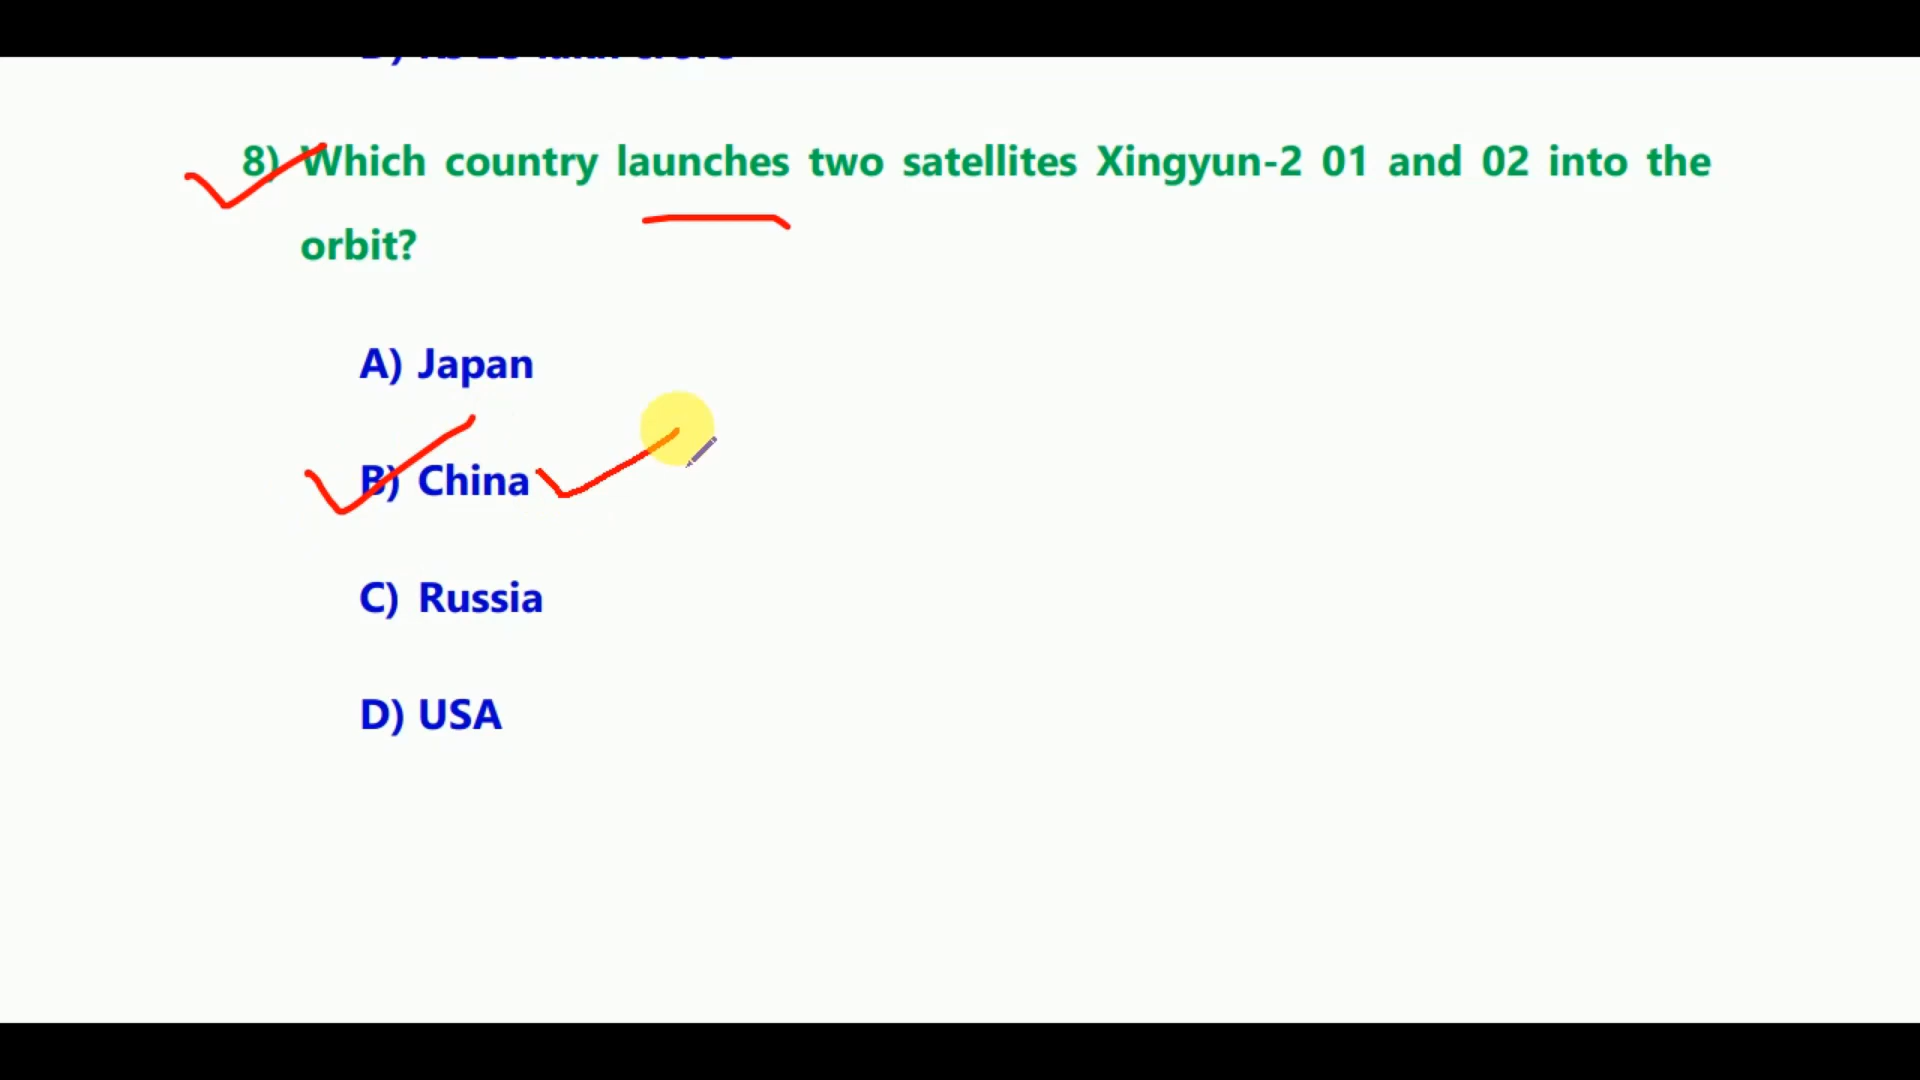 8) Which country launches two satellites Xingyun-2 01 and 02 into the
orbit?
A) Japan
B) China
C) Russia
D) USA